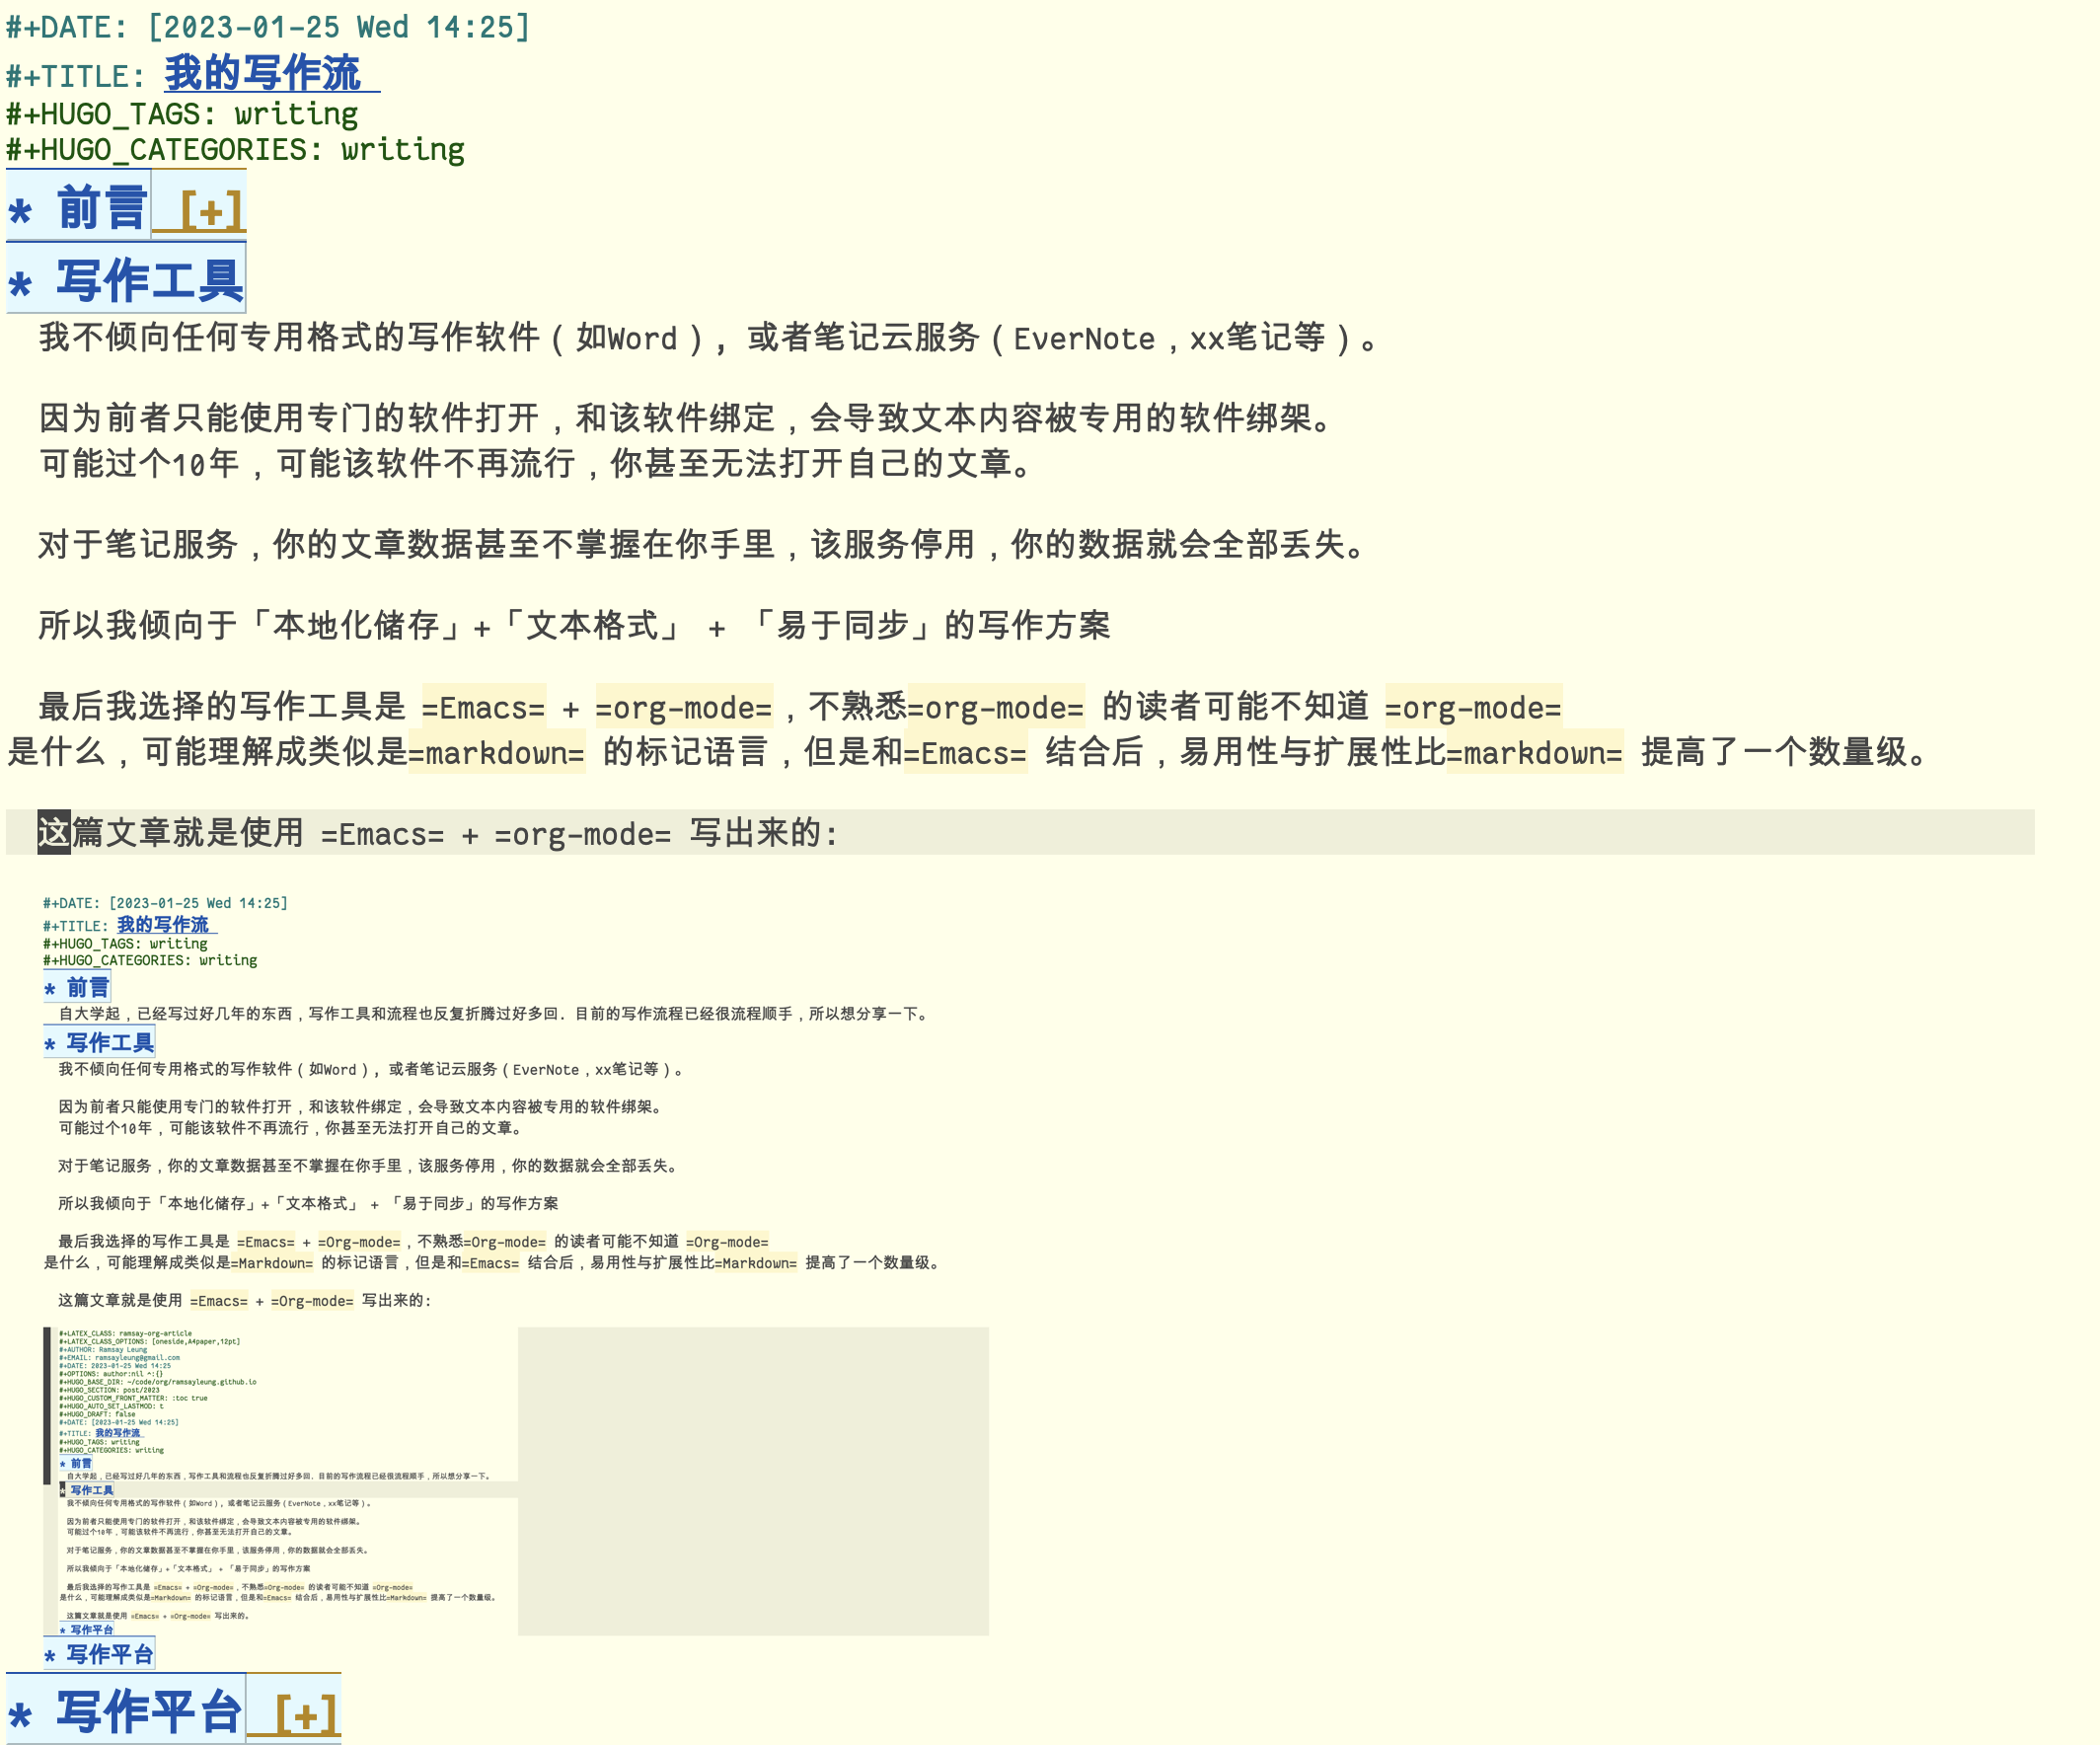 #+DATE: [2023-01-25 Wed 14:25]
#+TITLE: 我的写作流
#+HUGO_TAGS: writing
#+HUGO_CATEGORIES: writing
* 前言 [+]
* 写作工具
我不倾向任何专用格式的写作软件（如Word）, 或者笔记云服务（EverNote，xx笔记等）。
因为前者只能使用专门的软件打开，和该软件绑定，会导致文本内容被专用的软件绑架。
可能过个10年，可能该软件不再流行，你甚至无法打开自己的文章。
对于笔记服务，你的文章数据甚至不掌握在你手里，该服务停用，你的数据就会全部丢失。
所以我倾向于「本地化储存」+「文本格式」 + 「易于同步」的写作方案
最后我选择的写作工具是 =Emacs= + =org-mode=，不熟悉=org-mode= 的读者可能不知道 =org-mode=
是什么，可能理解成类似是=markdown= 的标记语言，但是和=Emacs= 结合后，易用性与扩展性比=markdown= 提高了一个数量级。
这篇文章就是使用 =Emacs= + =org-mode= 写出来的:
#+DATE: [2023-01-25 Wed 14:25]
#+TITLE: 我的写作流
#+HUGO_TAGS: writing
#+HUGO_CATEGORIES: writing
* 前言
自大学起，已经写过好几年的东西，写作工具和流程也反复折腾过好多回. 目前的写作流程已经很流程顺手，所以想分享一下。
* 写作工具
我不倾向任何专用格式的写作软件（如Word）, 或者笔记云服务（EverNote，xx笔记等）。
因为前者只能使用专门的软件打开，和该软件绑定，会导致文本内容被专用的软件绑架。
可能过个10年，可能该软件不再流行，你甚至无法打开自己的文章。
对于笔记服务，你的文章数据甚至不掌握在你手里，该服务停用，你的数据就会全部丢失。
所以我倾向于「本地化储存」+「文本格式」 + 「易于同步」的写作方案
最后我选择的写作工具是 =Emacs= + =Org-mode=，不熟悉=Org-mode= 的读者可能不知道 =Org-mode=
是什么，可能理解成类似是=Markdown= 的标记语言，但是和=Emacs= 结合后，易用性与扩展性比=Markdown= 提高了一个数量级。
这篇文章就是使用 =Emacs= + =Org-mode= 写出来的:
#+LATEX_CLASS: ramsay-org-article
#+LATEX_CLASS_OPTIONS: [oneside,A4paper,12pt]
#+AUTHOR: Ramsay Leung
#+EMAIL: ramsayleung@gmail.com
#+DATE: 2023-01-25 Wed 14:25
#+OPTIONS: author:nil ^:{}
#+HUGO_BASE_DIR: ~/code/org/ramsayleung.github.io
#+HUGO_SECTION: post/2023
#+HUGO_CUSTOM_FRONT_MATTER: :toc true
#+HUGO_AUTO_SET_LASTMOD: t
#+HUGO_DRAFT: false
#+DATE: [2023-01-25 Wed 14:25]
#+TITLE: 我的写作流
#+HUGO_TAGS: writing
#+HUGO_CATEGORIES: writing
* 前言
自大学起，已经写过好几年的东西，写作工具和流程也反复折腾过好多回. 目前的写作流程已经很流程顺手，所以想分享一下。
* 写作工具
我不倾向任何专用格式的写作软件（如Word）, 或者笔记云服务（EverNote，xx笔记等）。
因为前者只能使用专门的软件打开，和该软件绑定，会导致文本内容被专用的软件绑架。
可能过个10年，可能该软件不再流行，你甚至无法打开自己的文章。
对于笔记服务，你的文章数据甚至不掌握在你手里，该服务停用，你的数据就会全部丢失。
所以我倾向于「本地化储存」+「文本格式」 + 「易于同步」的写作方案
最后我选择的写作工具是 =Emacs= + =Org-mode=，不熟悉=Org-mode= 的读者可能不知道 =Org-mode=
是什么，可能理解成类似是=Markdown= 的标记语言，但是和=Emacs= 结合后，易用性与扩展性比=Markdown= 提高了一个数量级。
这篇文章就是使用 =Emacs= + =Org-mode= 写出来的。
* 写作平台
* 写作平台
* 写作平台 [+]